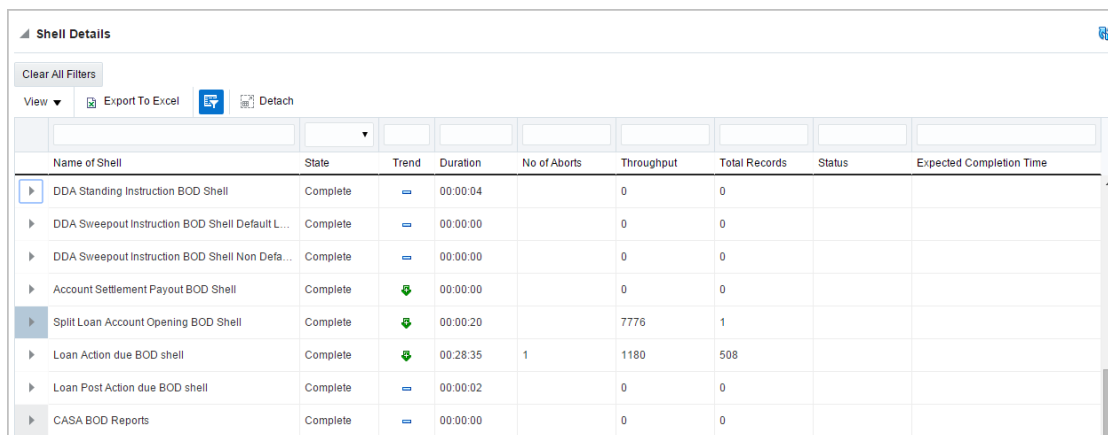 Shell Details
Clear All Filters
View Export To Excel Detach
Name of Shell State Trend Duration No of Aborts Throughput Total Records Status Expected Completion Time
DDA Standing Instruction BOD Shell Complete 00:00:04 0 0
DDA Sweepout Instruction BOD Shell Default L... Complete 00:00:00 0 0
DDA Sweepout Instruction BOD Shell Non Defa... Complete 00:00:00 0 0
Account Settlement Payout BOD Shell Complete 00:00:00 0 0
Split Loan Account Opening BOD Shell Complete 00:00:20 7776 1
Loan Action due BOD shell Complete 00:28:35 1 1180 508
Loan Post Action due BOD shell Complete 00:00:02 0 0
CASA BOD Reports Complete 00:00:00 0 0